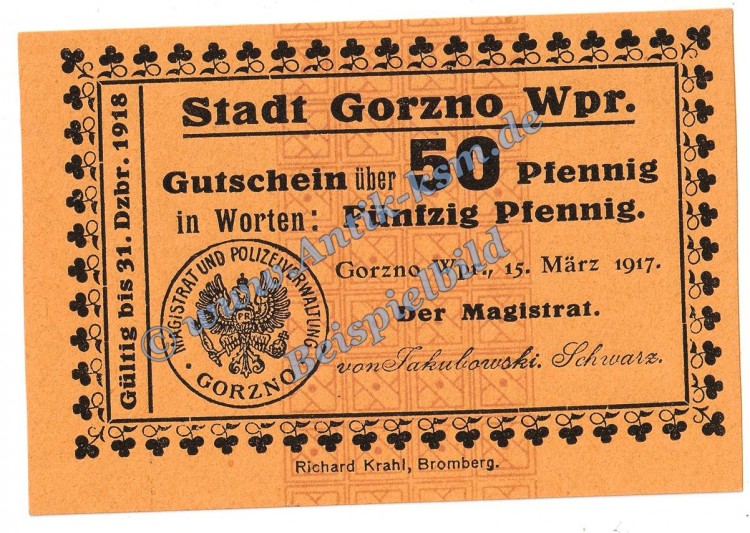 Gültig bis 31. Dzbr. 1918
Stadt Gorzno Wpr.
Gutschein über 50 Pfennig
in Worten: Fünfzig Pfennig.
Gorzno Wpr., 15. März 1917.
Der Magistrat.
von Jakubowski. Schwarz.
MAGISTRAT UND POLIZEIVERWALTUNG
· GORZNO ·
Richard Krahl, Bromberg.
© www.Antik-ksm.de
Beispielbild